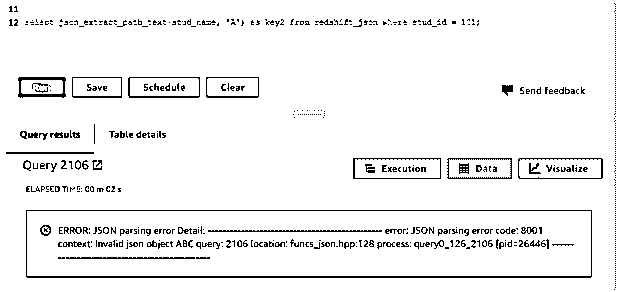 11
12 select json_extract_path_text(stud_name, 'A') as key2 from redshift_json where stud_id = 101;
Run Save Schedule Clear
Send feedback
Query results Table details
Query 2106
Execution Data Visualize
ELAPSED TIME: 00 m 02 s
ERROR: JSON parsing error Detail: ----------------------------------------------- error: JSON parsing error code: 8001
context: Invalid json object ABC query: 2106 location: funcs_json.hpp:128 process: query0_126_2106 [pid=26446] ------
-----------------------------------------